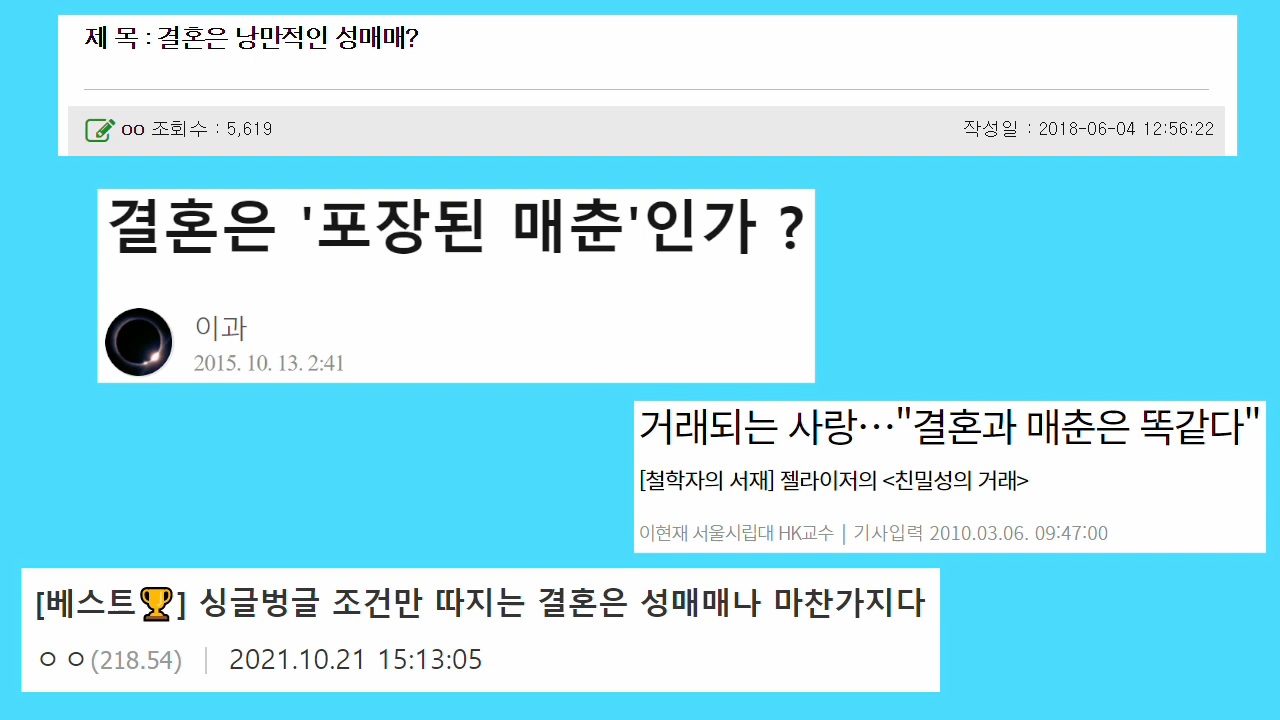 제 목 : 결혼은 낭만적인 성매매?
oo 조회수 : 5,619 작성일 : 2018-06-04 12:56:22
결혼은 '포장된 매춘'인가 ?
이과
2015. 10. 13. 2:41
거래되는 사랑…"결혼과 매춘은 똑같다"
[철학자의 서재] 젤라이저의 <친밀성의 거래>
이현재 서울시립대 HK교수 | 기사입력 2010.03.06. 09:47:00
[베스트🏆] 싱글벙글 조건만 따지는 결혼은 성매매나 마찬가지다
ㅇㅇ(218.54) | 2021.10.21 15:13:05